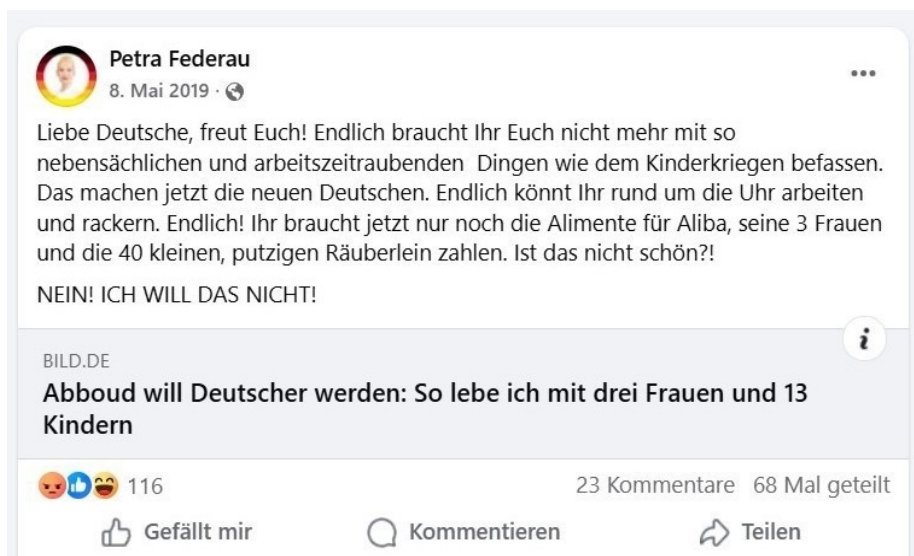 Petra Federau
8. Mai 2019 ·
Liebe Deutsche, freut Euch! Endlich braucht Ihr Euch nicht mehr mit so
nebensächlichen und arbeitszeitraubenden Dingen wie dem Kinderkriegen befassen.
Das machen jetzt die neuen Deutschen. Endlich könnt Ihr rund um die Uhr arbeiten
und rackern. Endlich! Ihr braucht jetzt nur noch die Alimente für Aliba, seine 3 Frauen
und die 40 kleinen, putzigen Räuberlein zahlen. Ist das nicht schön?!
NEIN! ICH WILL DAS NICHT!
BILD.DE
Abboud will Deutscher werden: So lebe ich mit drei Frauen und 13
Kindern
116 23 Kommentare 68 Mal geteilt
Gefällt mir Kommentieren Teilen